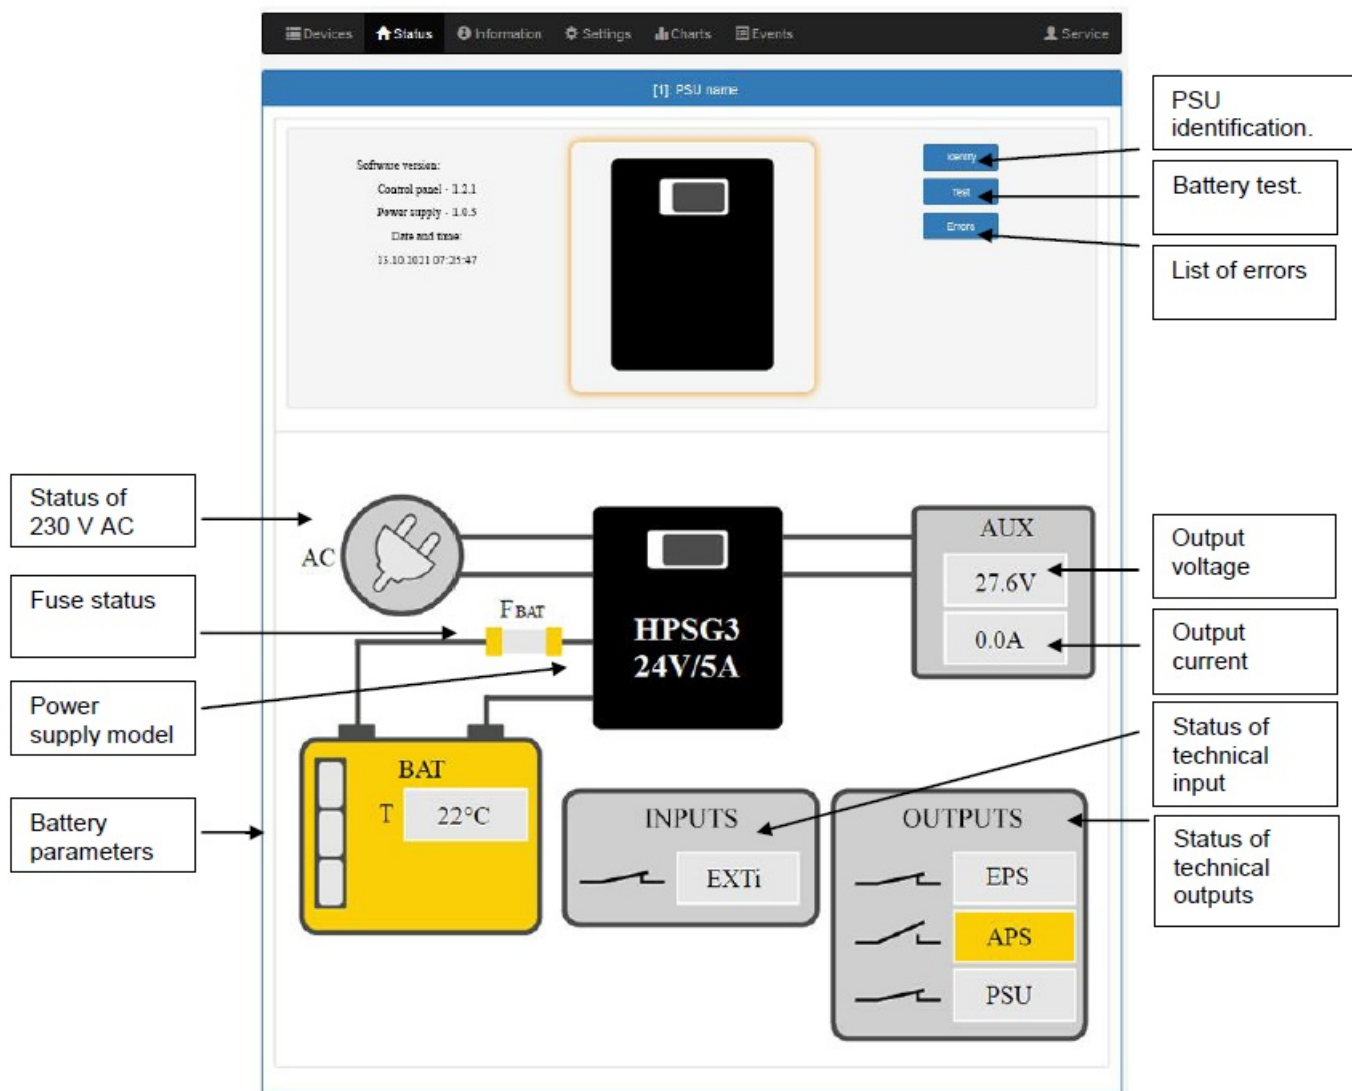 Devices Status Information Settings Charts Events Service
[1] PSU name
Software version:
Control panel - 1.2.1
Power supply - 1.0.5
Date and time:
13.10.2021 07:25:47
Identify
Test
Errors
PSU
identification.
Battery test.
List of errors
Status of
230 V AC
Fuse status
Power
supply model
Battery
parameters
AC
F BAT
HPSG3
24V/5A
AUX
27.6V
0.0A
Output
voltage
Output
current
Status of
technical
input
Status of
technical
outputs
BAT
T 22°C
INPUTS
EXTi
OUTPUTS
EPS
APS
PSU